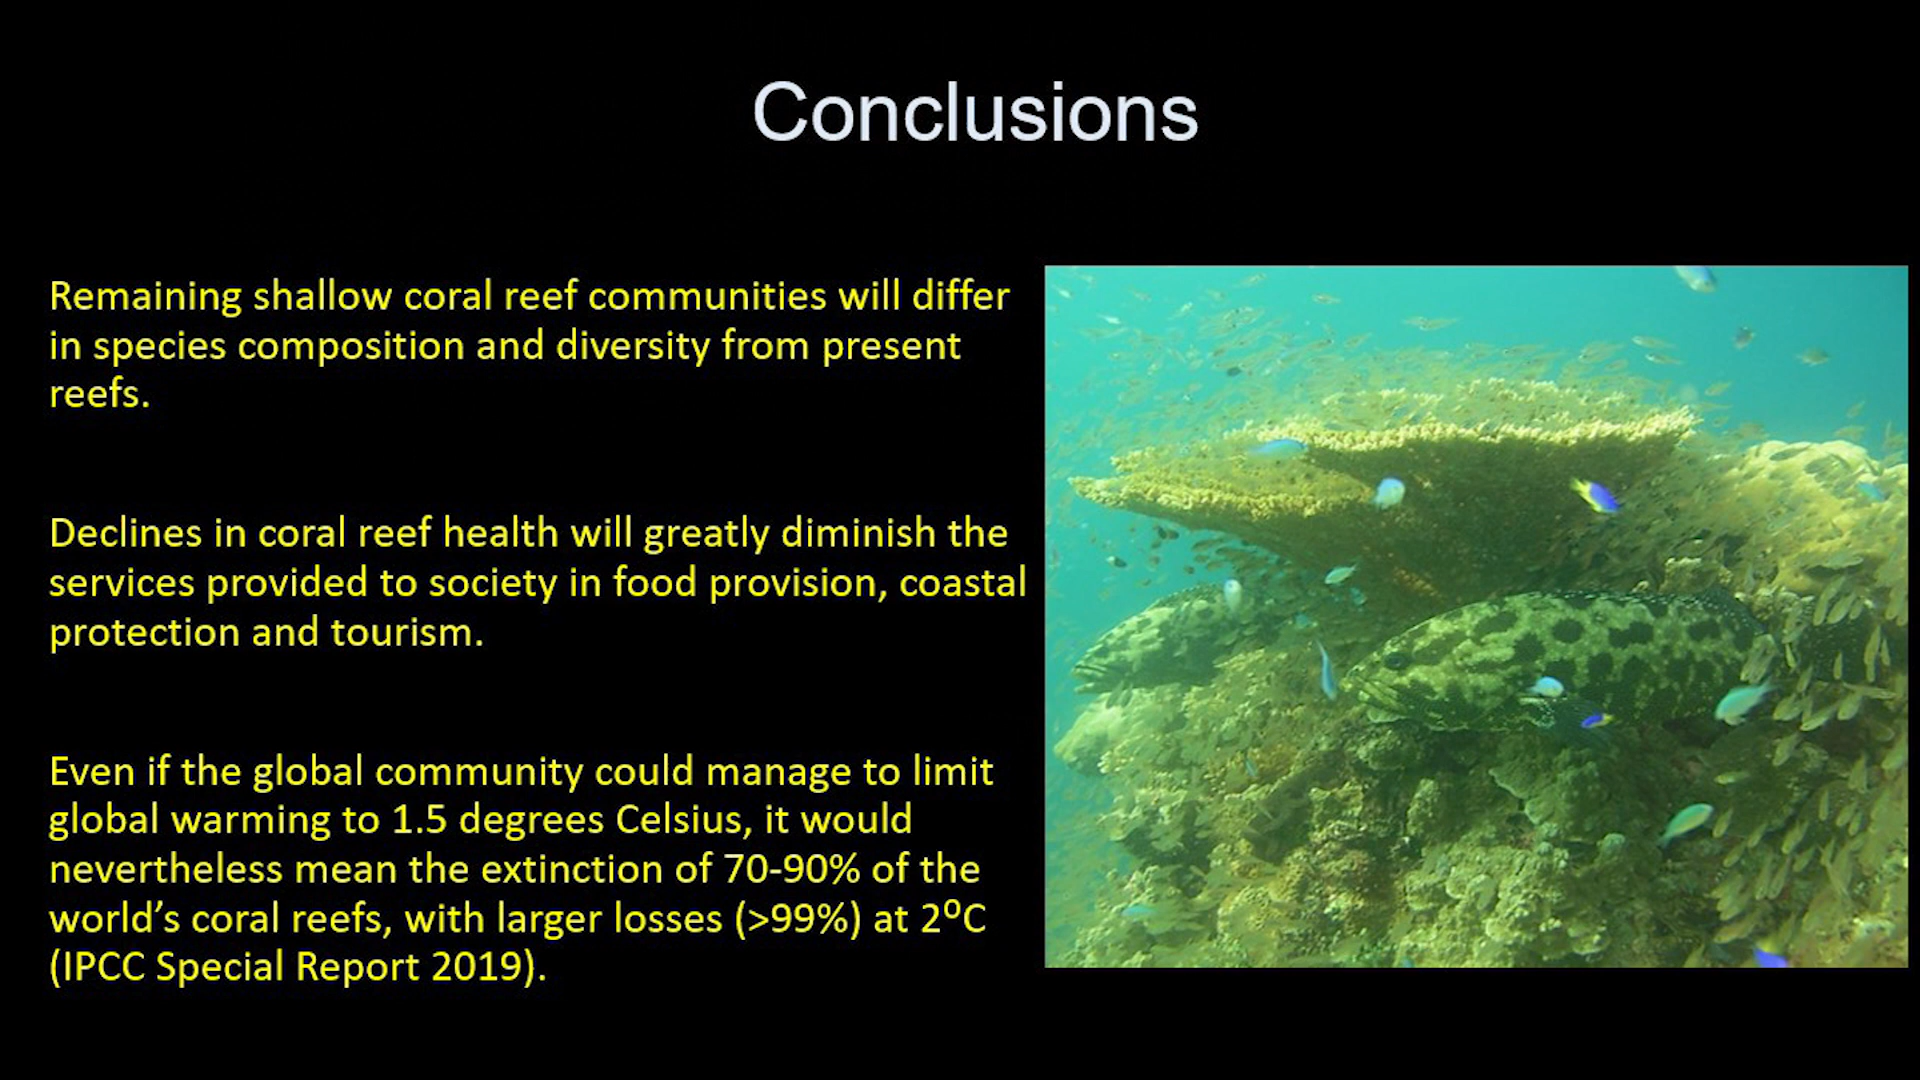 Conclusions
Remaining shallow coral reef communities will differ
in species composition and diversity from present
reefs.
Declines in coral reef health will greatly diminish the
services provided to society in food provision, coastal
protection and tourism.
Even if the global community could manage to limit
global warming to 1.5 degrees Celsius, it would
nevertheless mean the extinction of 70-90% of the
world’s coral reefs, with larger losses (>99%) at 2⁰C
(IPCC Special Report 2019).